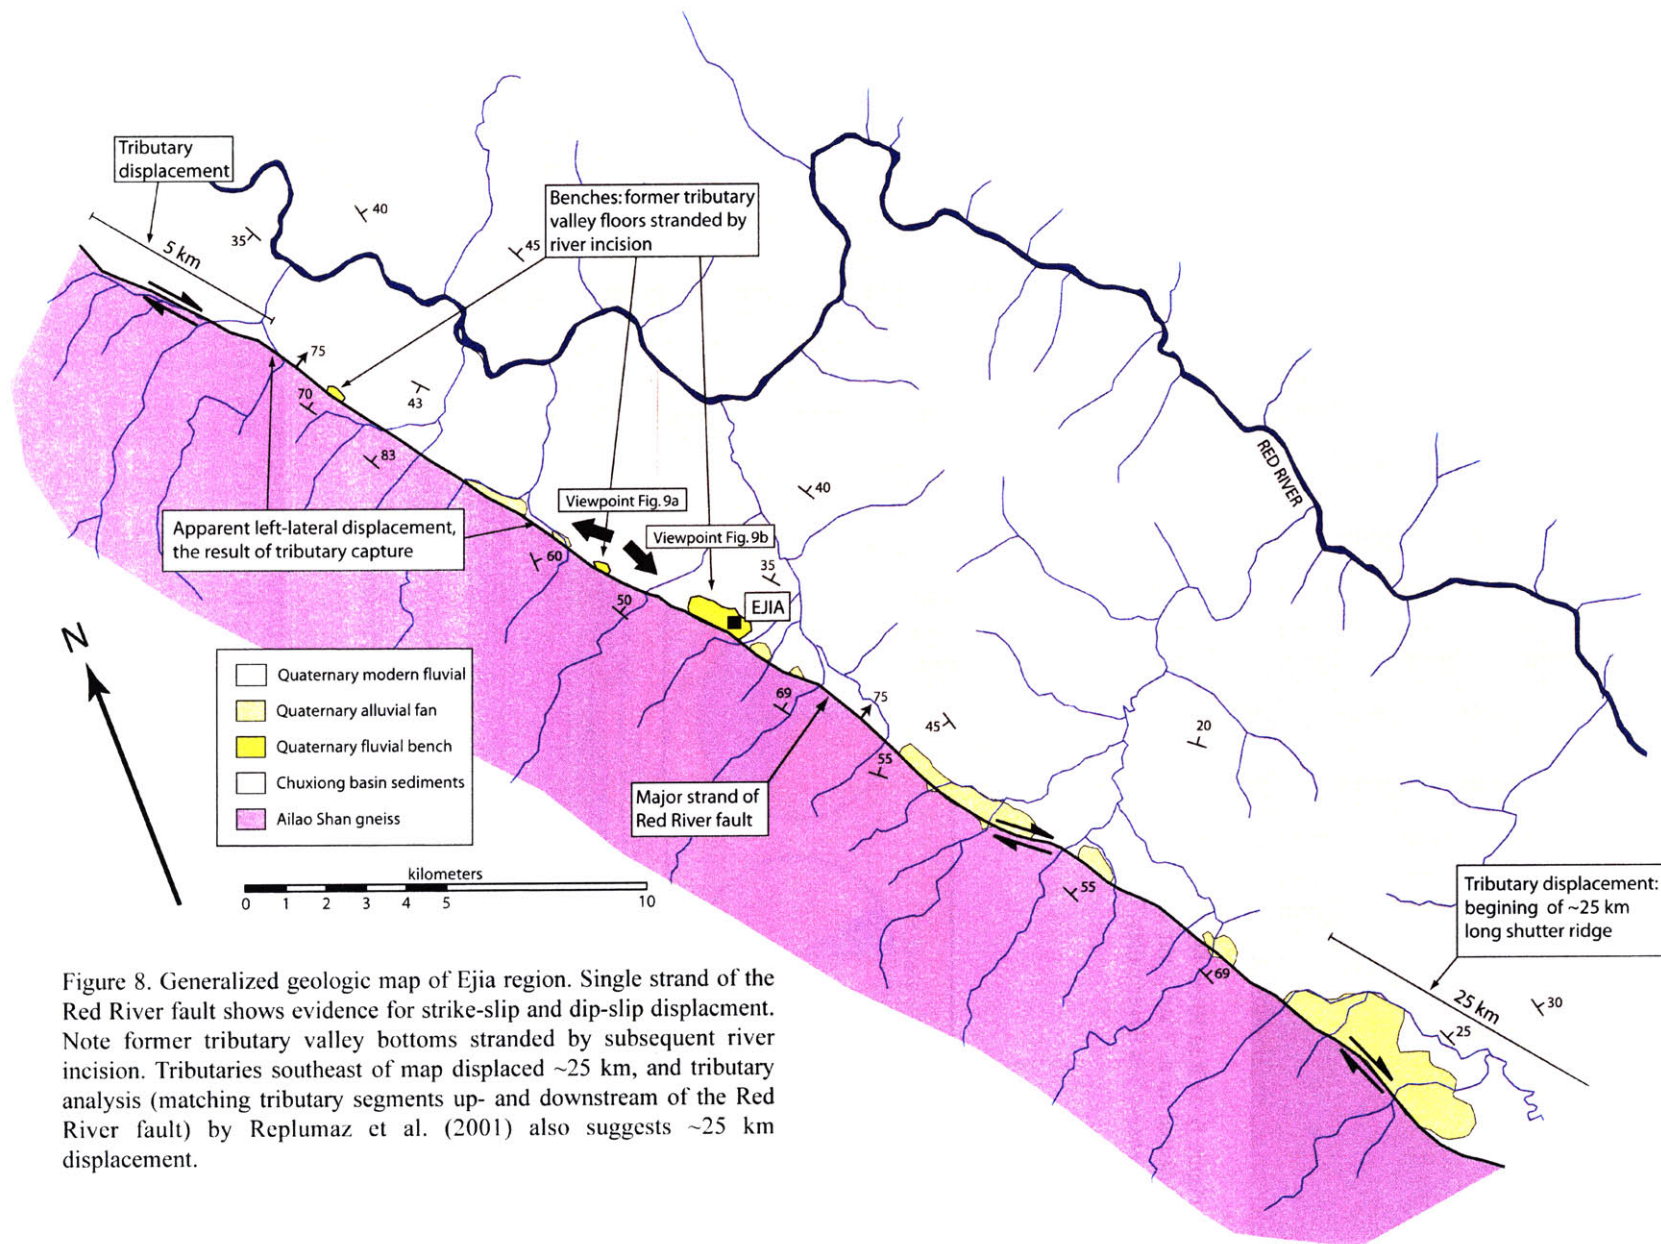 Tributary
displacement
5 km
35
40
45
Benches: former tributary
valley floors stranded by
river incision
75
70
43
83
40
RED RIVER
Viewpoint Fig. 9a
Viewpoint Fig. 9b
Apparent left-lateral displacement,
the result of tributary capture
60
50
35
EJIA
N
Quaternary modern fluvial
Quaternary alluvial fan
Quaternary fluvial bench
Chuxiong basin sediments
Ailao Shan gneiss
69
75
45
55
20
Major strand of
Red River fault
kilometers
0 1 2 3 4 5 10
55
69
Tributary displacement:
begining of ~25 km
long shutter ridge
25 km
30
25
Figure 8. Generalized geologic map of Ejia region. Single strand of the
Red River fault shows evidence for strike-slip and dip-slip displacment.
Note former tributary valley bottoms stranded by subsequent river
incision. Tributaries southeast of map displaced ~25 km, and tributary
analysis (matching tributary segments up- and downstream of the Red
River fault) by Replumaz et al. (2001) also suggests ~25 km
displacement.